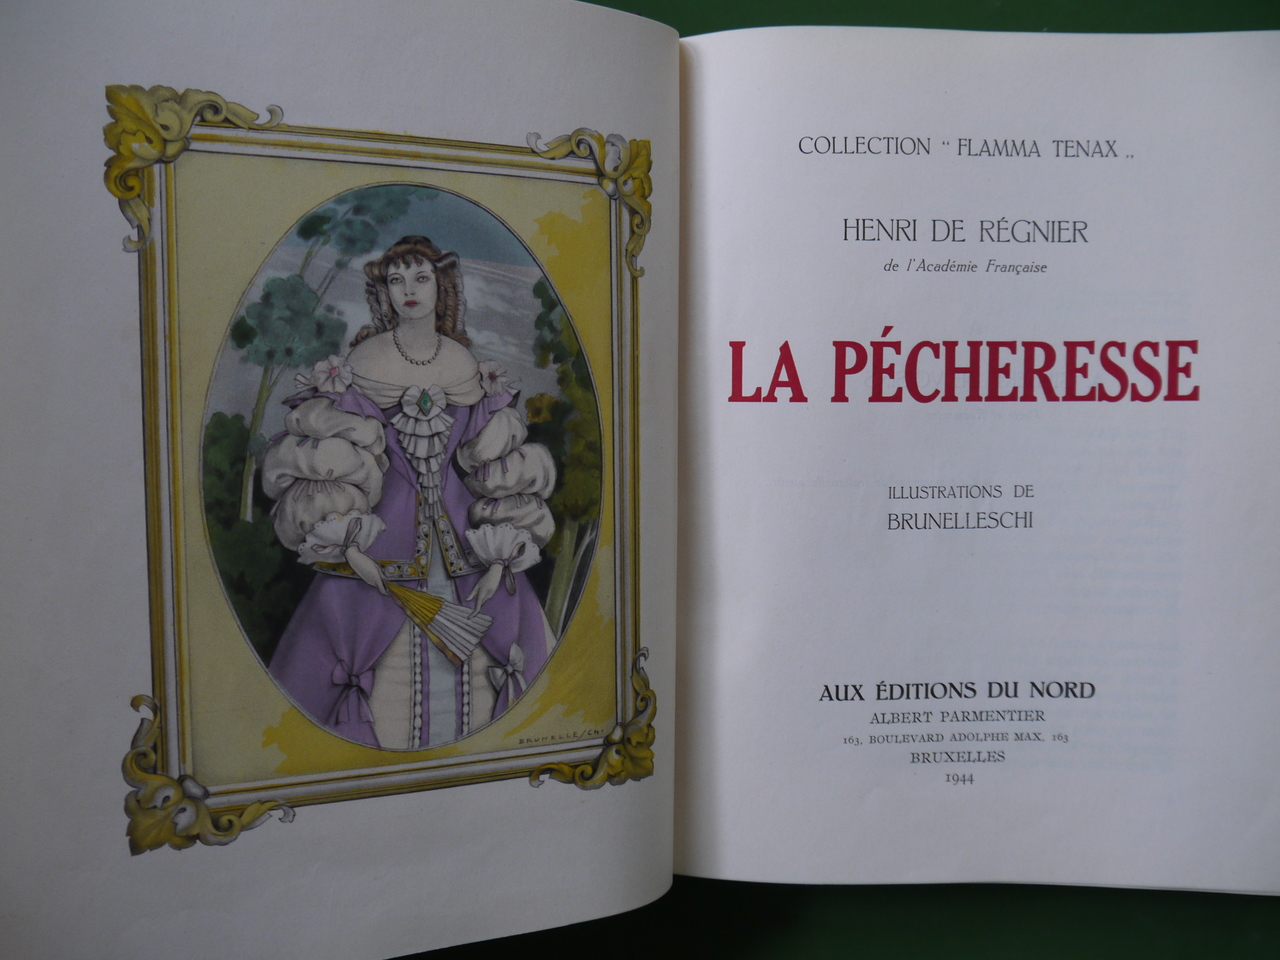 BRUNELLESCHI
COLLECTION “ FLAMMA TENAX „
HENRI DE RÉGNIER
de l'Académie Française
LA PÉCHERESSE
ILLUSTRATIONS DE
BRUNELLESCHI
AUX ÉDITIONS DU NORD
ALBERT PARMENTIER
163, BOULEVARD ADOLPHE MAX, 163
BRUXELLES
1944